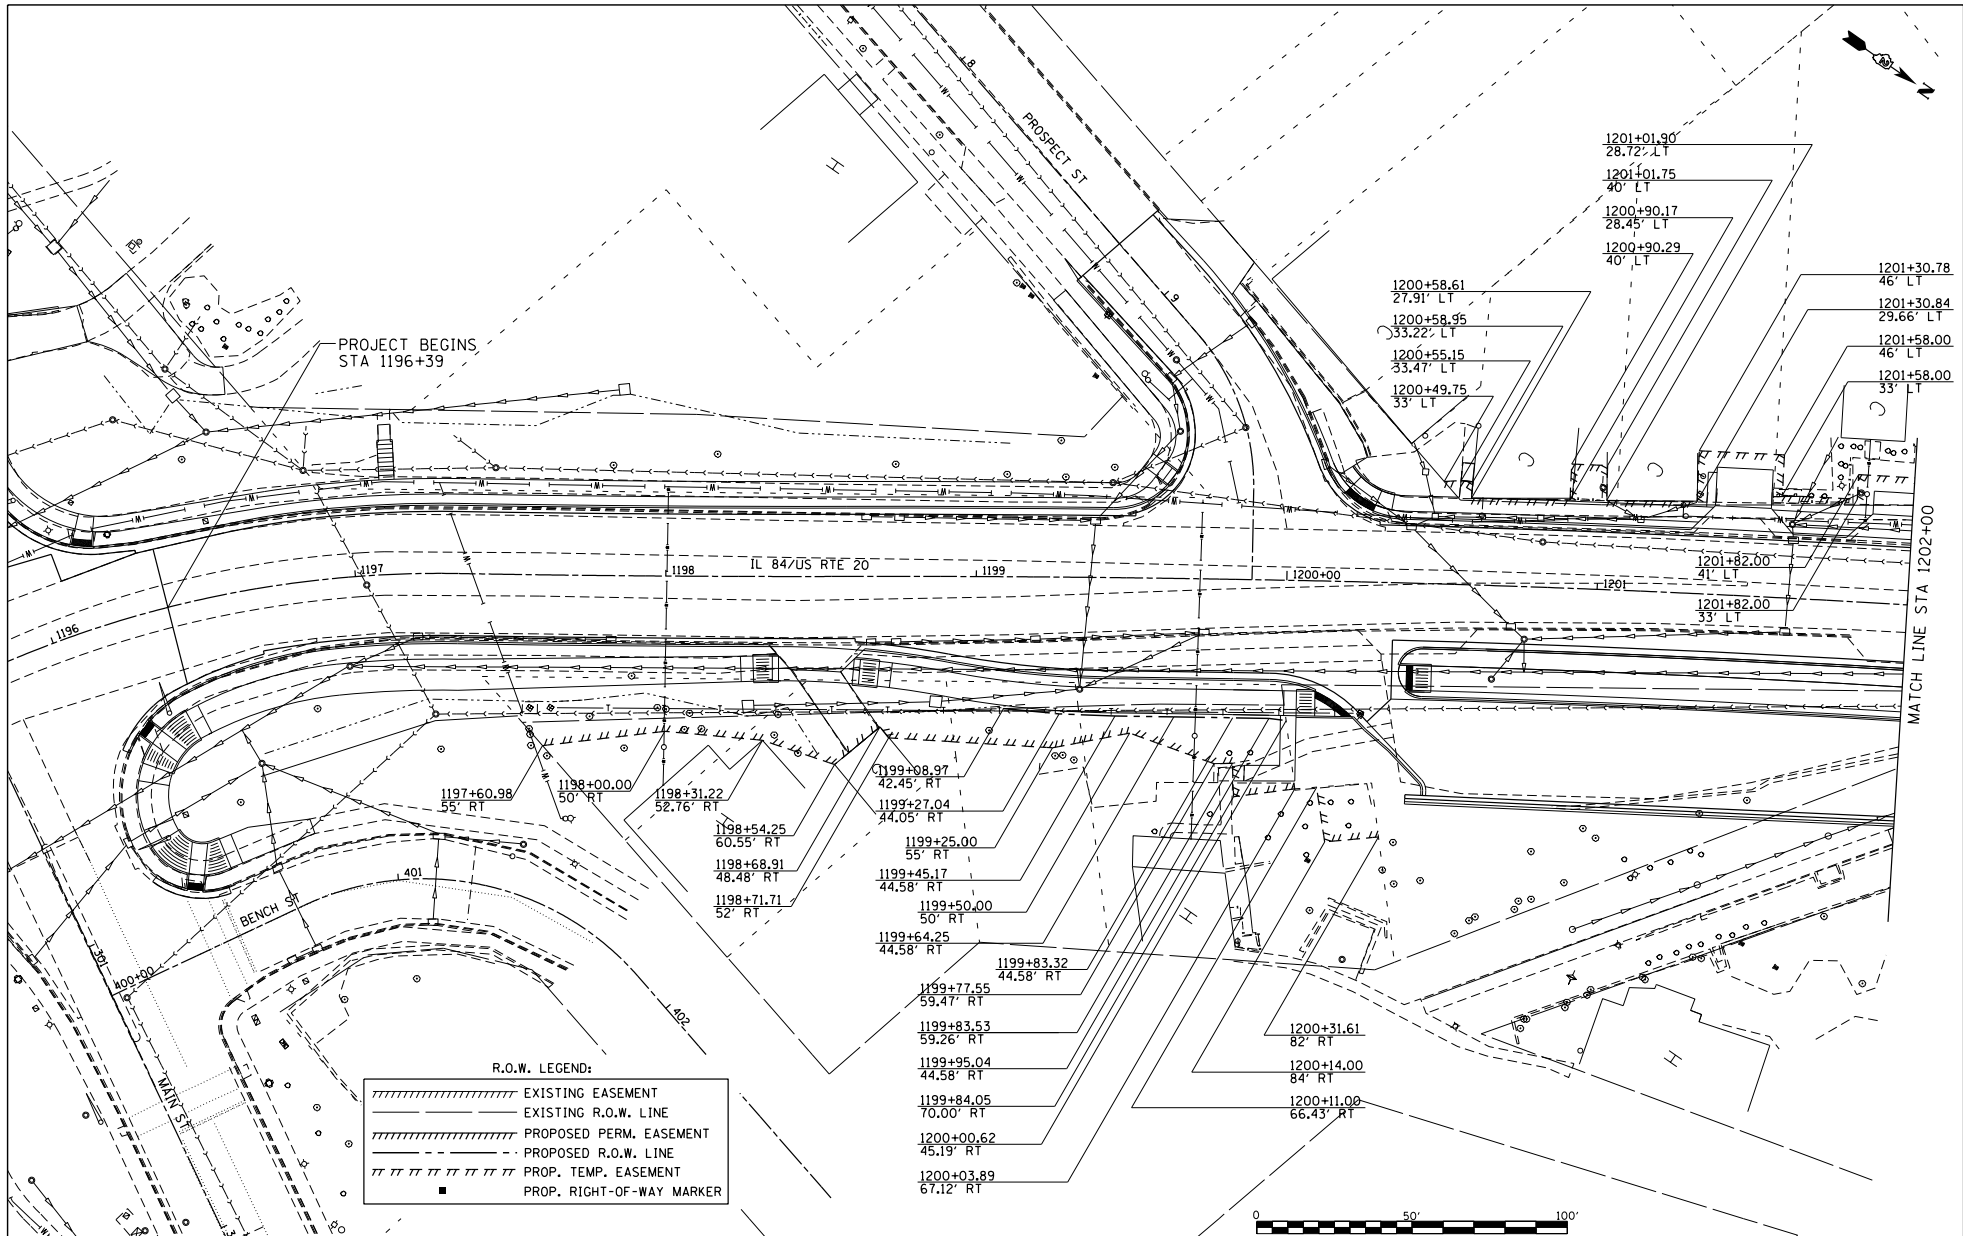 N
8
PROSPECT ST
9
1201+01.90
28.72' LT
1201+01.75
40' LT
1200+90.17
28.45' LT
1200+90.29
40' LT
1200+58.61
27.91' LT
1200+58.95
33.22' LT
1200+55.15
33.47' LT
1200+49.75
33' LT
1201+30.78
46' LT
1201+30.84
29.66' LT
1201+58.00
46' LT
1201+58.00
33' LT
PROJECT BEGINS
STA 1196+39
1196
1197
1198
IL 84/US RTE 20
1199
1200+00
1201
1201+82.00
41' LT
1201+82.00
33' LT
MATCH LINE STA 1202+00
1197+60.98
55' RT
1198+00.00
50' RT
1198+31.22
52.76' RT
1198+54.25
60.55' RT
1198+68.91
48.48' RT
1198+71.71
52' RT
1199+08.97
42.45' RT
1199+27.04
44.05' RT
1199+25.00
55' RT
1199+45.17
44.58' RT
1199+50.00
50' RT
1199+64.25
44.58' RT
1199+83.32
44.58' RT
1199+77.55
59.47' RT
1199+83.53
59.26' RT
1199+95.04
44.58' RT
1199+84.05
70.00' RT
1200+00.62
45.19' RT
1200+03.89
67.12' RT
1200+31.61
82' RT
1200+14.00
84' RT
1200+11.00
66.43' RT
BENCH ST
400+00
401
402
301
MAIN ST
H
H
H
C
C
C
C
R.O.W. LEGEND:
EXISTING EASEMENT
EXISTING R.O.W. LINE
PROPOSED PERM. EASEMENT
PROPOSED R.O.W. LINE
PROP. TEMP. EASEMENT
PROP. RIGHT-OF-WAY MARKER
0 50' 100'